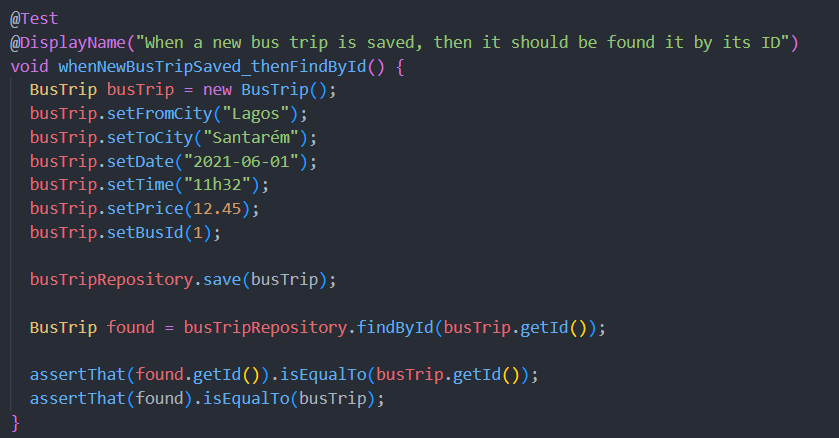 @Test
@DisplayName("When a new bus trip is saved, then it should be found it by its ID")
void whenNewBusTripSaved_thenFindById() {
  BusTrip busTrip = new BusTrip();
  busTrip.setFromCity("Lagos");
  busTrip.setToCity("Santarém");
  busTrip.setDate("2021-06-01");
  busTrip.setTime("11h32");
  busTrip.setPrice(12.45);
  busTrip.setBusId(1);

  busTripRepository.save(busTrip);

  BusTrip found = busTripRepository.findById(busTrip.getId());

  assertThat(found.getId()).isEqualTo(busTrip.getId());
  assertThat(found).isEqualTo(busTrip);
}